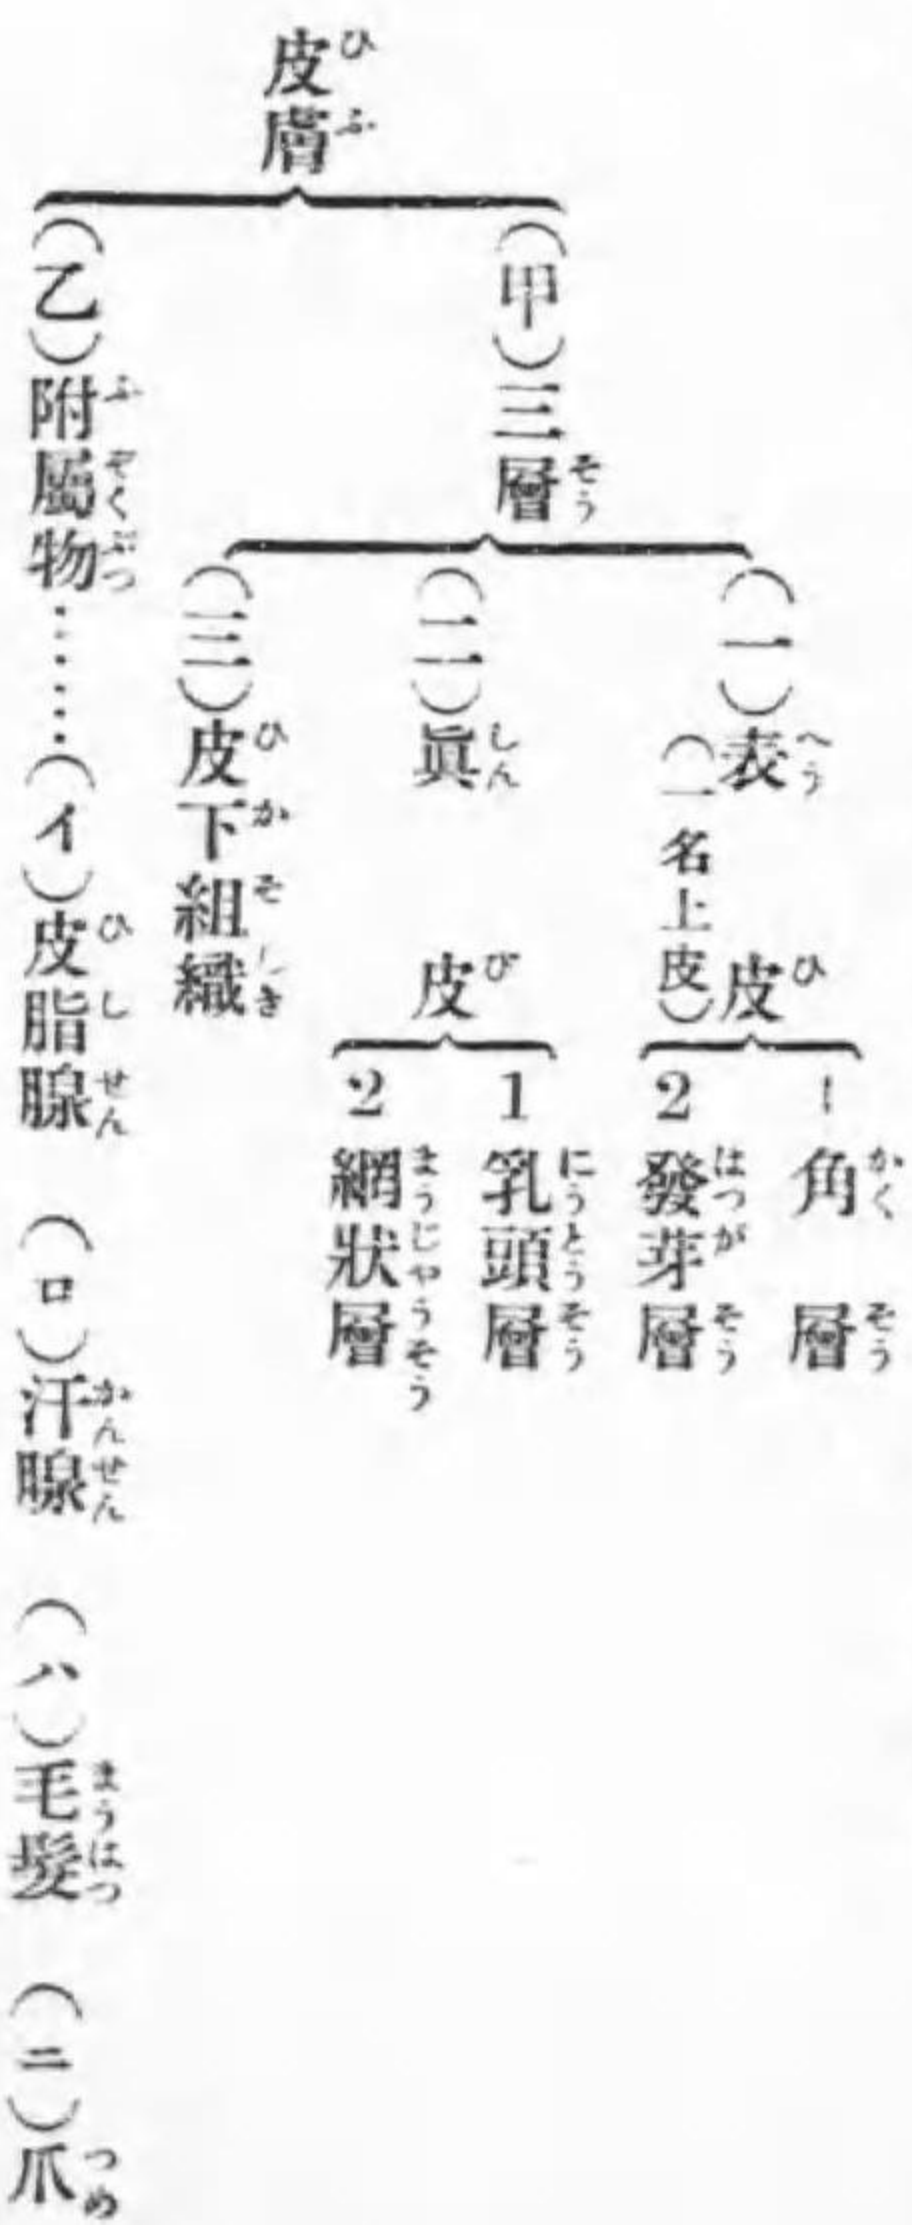 皮膚
(甲)三層
(一)表皮
(一名上皮)
1 角層
2 發芽層
(二)眞皮
1 乳頭層
2 網狀層
(三)皮下組織
(乙)附屬物……(イ)皮脂腺 (ロ)汗腺 (ハ)毛髮 (ニ)爪